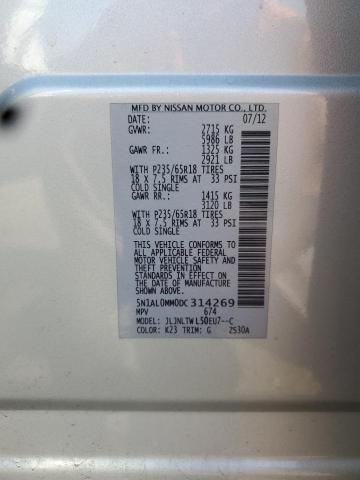 MFD BY NISSAN MOTOR CO., LTD.
DATE: 07/12
GVWR: 2715 KG
5986 LB
GAWR FR.: 1325 KG
2921 LB
WITH P235/65R18 TIRES
18 X 7.5 RIMS AT 33 PSI
COLD SINGLE
GAWR RR.: 1415 KG
3120 LB
WITH P235/65R18 TIRES
18 X 7.5 RIMS AT 33 PSI
COLD SINGLE
THIS VEHICLE CONFORMS TO
ALL APPLICABLE FEDERAL
MOTOR VEHICLE SAFETY AND
THEFT PREVENTION STANDARDS
IN EFFECT ON THE DATE OF
MANUFACTURE SHOWN ABOVE.
5N1AL0MM0DC314269
MPV 674
MODEL: JLJNLTWL50EU7--C
COLOR: K23 TRIM: G 2S30A